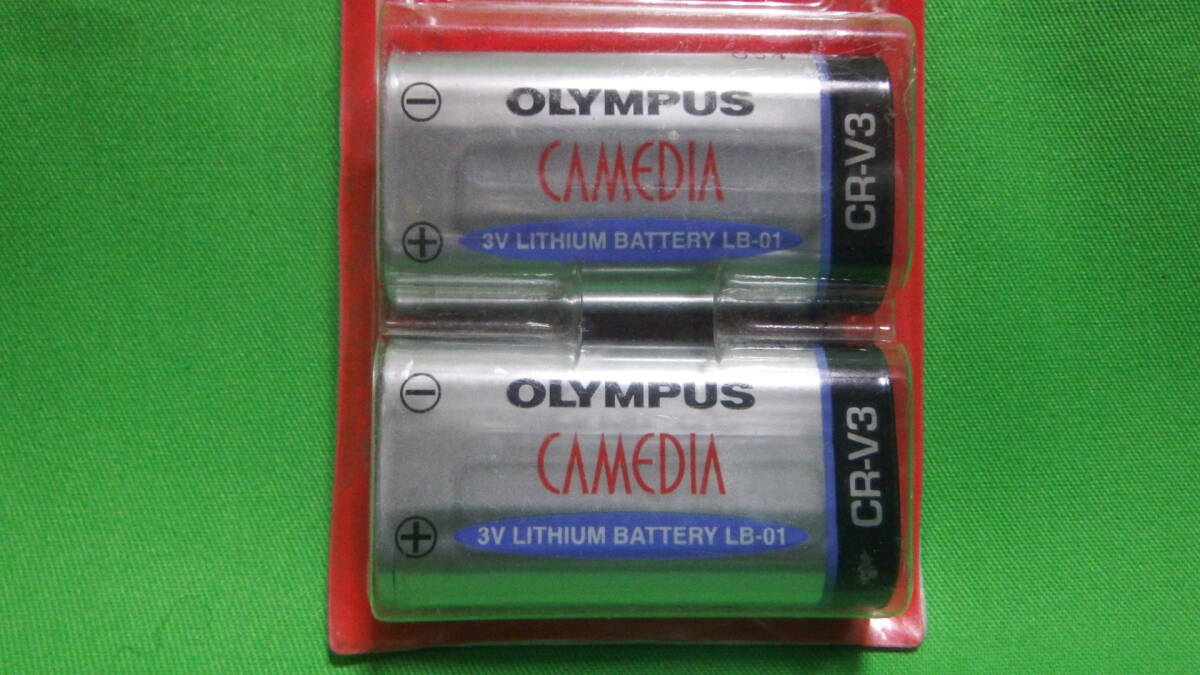 OLYMPUS
CAMEDIA
3V LITHIUM BATTERY LB-01
CR-V3
OLYMPUS
CAMEDIA
3V LITHIUM BATTERY LB-01
CR-V3